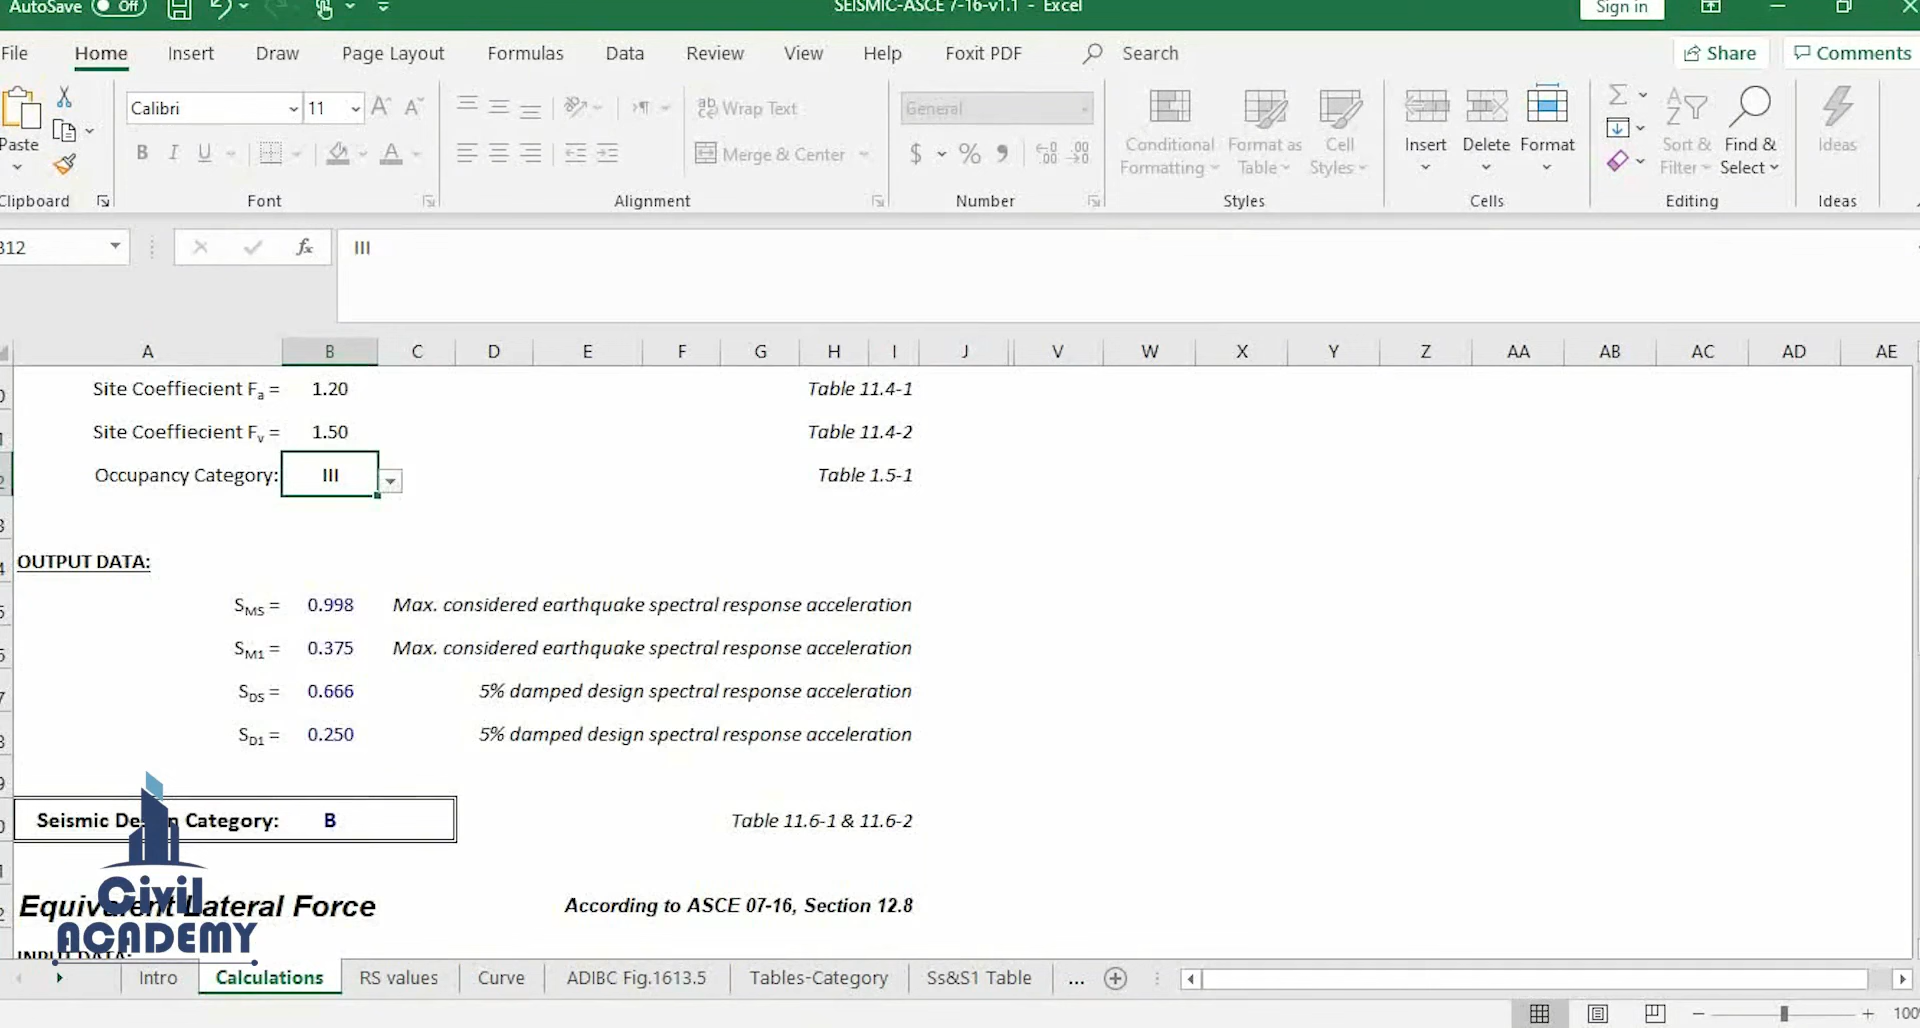 AutoSave Off SEISMIC-ASCE 7-16-v1.1 - Excel Sign in
File Home Insert Draw Page Layout Formulas Data Review View Help Foxit PDF Search Share Comments
Calibri 11 Wrap Text General
Paste Merge & Center $ % Conditional Formatting Format as Table Cell Styles Insert Delete Format Sort & Filter Find & Select Ideas
Clipboard Font Alignment Number Styles Cells Editing Ideas
B12 fx III
A B C D E F G H I J V W X Y Z AA AB AC AD AE
Site Coeffiecient Fa = 1.20 Table 11.4-1
Site Coeffiecient Fv = 1.50 Table 11.4-2
Occupancy Category: III Table 1.5-1
OUTPUT DATA:
SMS = 0.998 Max. considered earthquake spectral response acceleration
SM1 = 0.375 Max. considered earthquake spectral response acceleration
SDS = 0.666 5% damped design spectral response acceleration
SD1 = 0.250 5% damped design spectral response acceleration
Seismic Design Category: B Table 11.6-1 & 11.6-2
Equivalent Lateral Force According to ASCE 07-16, Section 12.8
Civil
ACADEMY
INPUT DATA:
Intro Calculations RS values Curve ADIBC Fig.1613.5 Tables-Category Ss&S1 Table ...